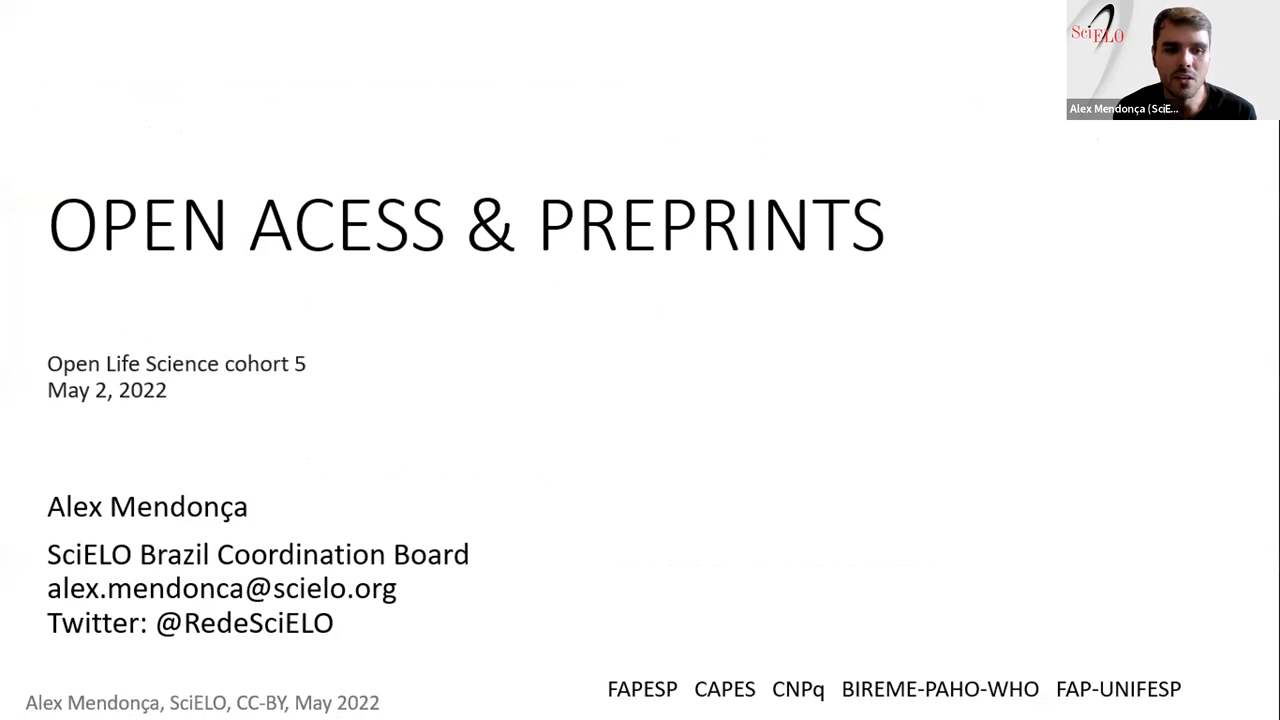 SciELO
Alex Mendonça (SciE...
OPEN ACESS & PREPRINTS
Open Life Science cohort 5
May 2, 2022
Alex Mendonça
SciELO Brazil Coordination Board
alex.mendonca@scielo.org
Twitter: @RedeSciELO
FAPESP CAPES CNPq BIREME-PAHO-WHO FAP-UNIFESP
Alex Mendonça, SciELO, CC-BY, May 2022